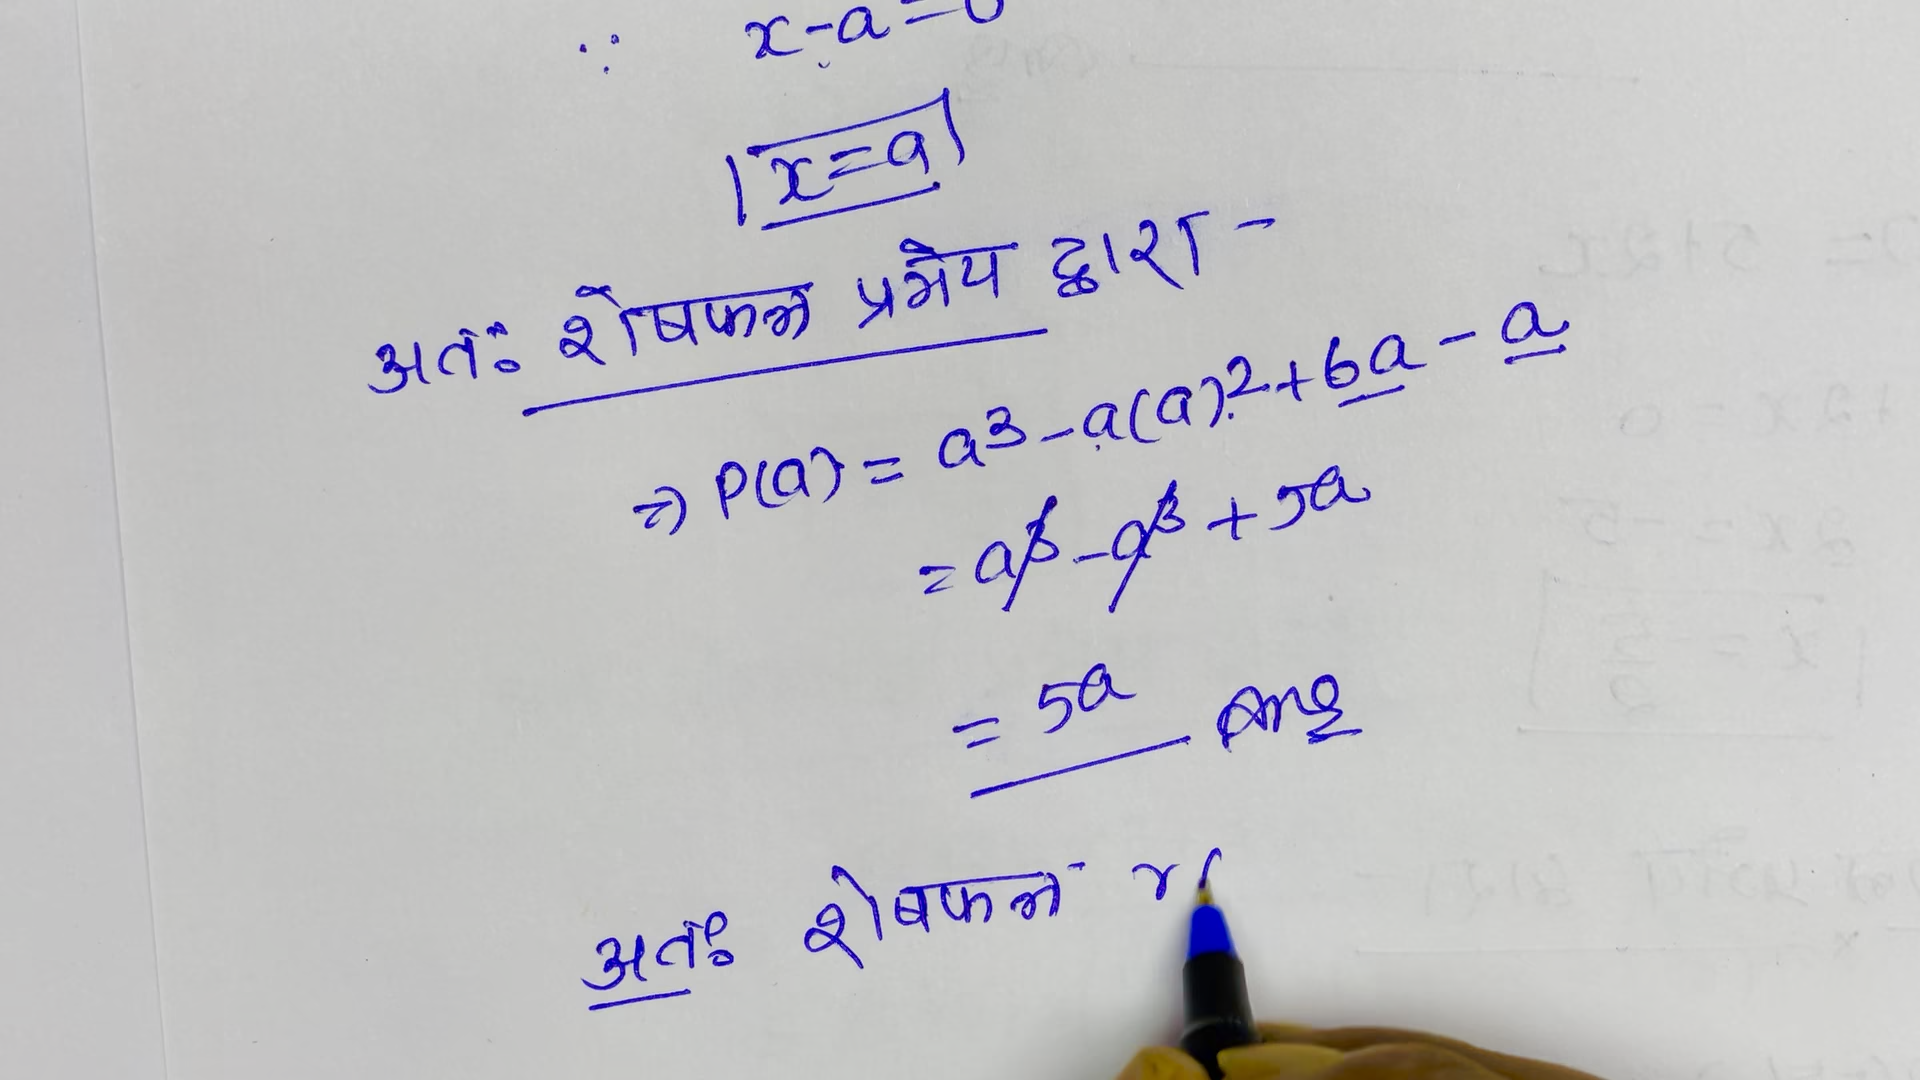 ∵ x-a=0
x=a
अतः शेषफल प्रमेय द्वारा -
⇒ P(a) = a³-a(a)²+6a-a
= a³-a³+5a
= 5a Ans
अतः शेषफल r(